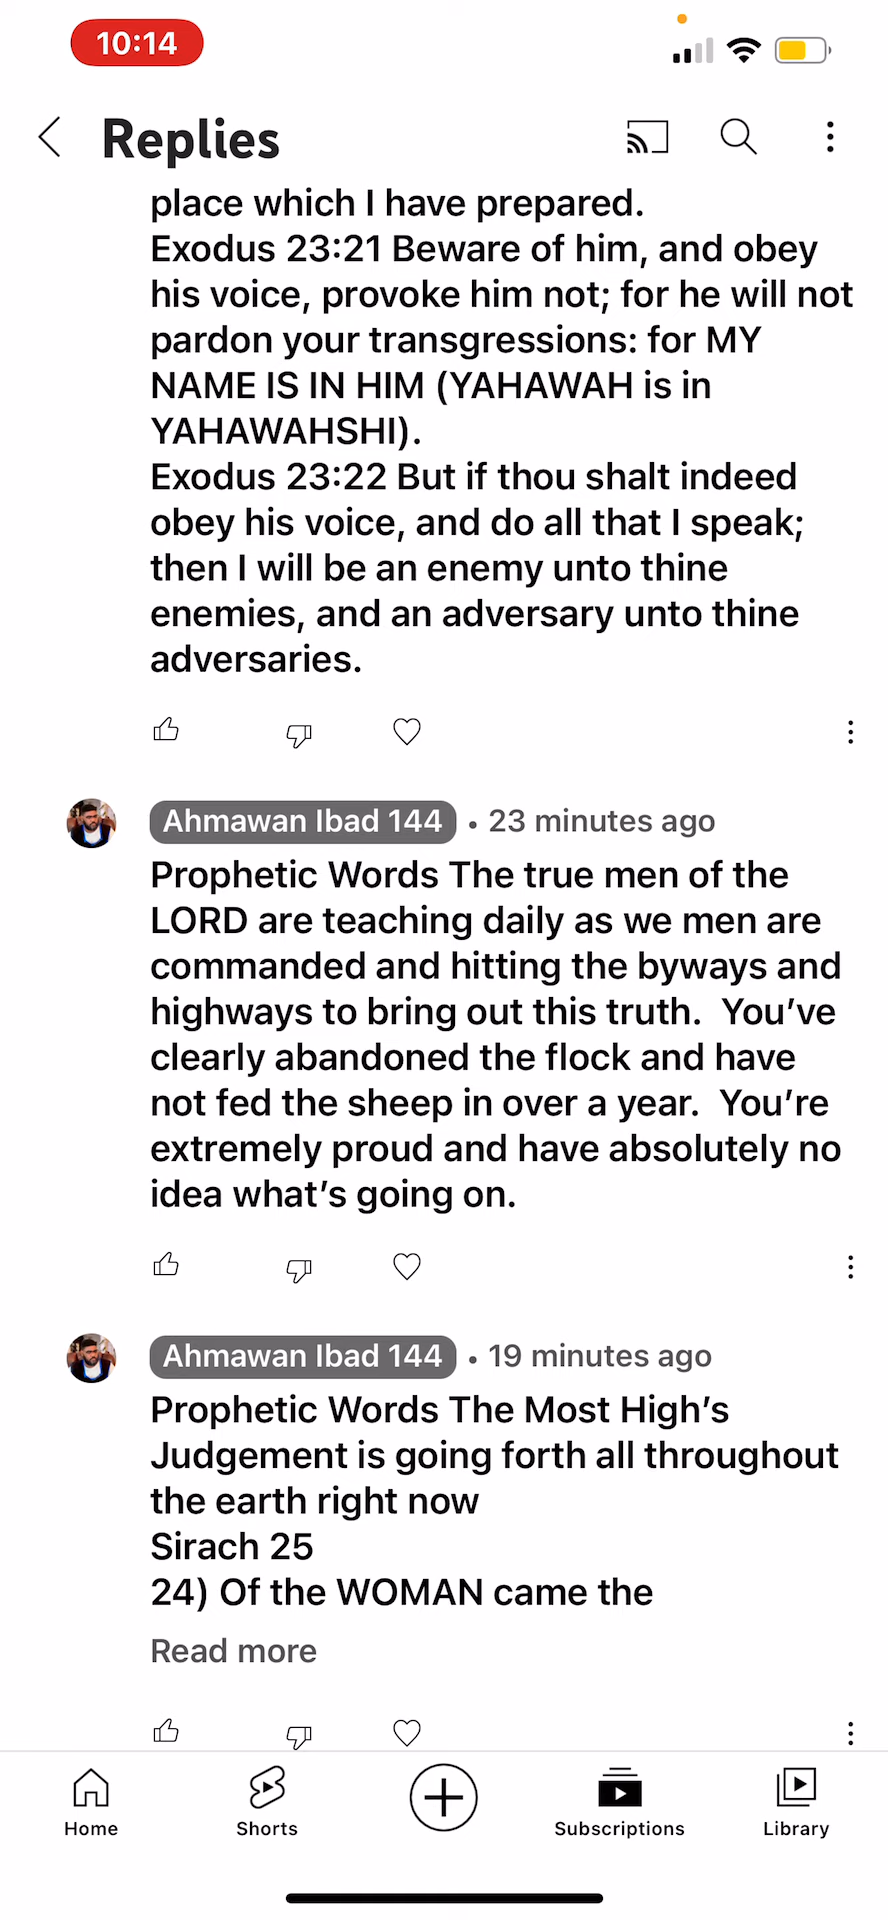 10:14
Replies
place which I have prepared.
Exodus 23:21 Beware of him, and obey
his voice, provoke him not; for he will not
pardon your transgressions: for MY
NAME IS IN HIM (YAHAWAH is in
YAHAWAHSHI).
Exodus 23:22 But if thou shalt indeed
obey his voice, and do all that I speak;
then I will be an enemy unto thine
enemies, and an adversary unto thine
adversaries.
Ahmawan Ibad 144 • 23 minutes ago
Prophetic Words The true men of the
LORD are teaching daily as we men are
commanded and hitting the byways and
highways to bring out this truth.  You’ve
clearly abandoned the flock and have
not fed the sheep in over a year.  You’re
extremely proud and have absolutely no
idea what’s going on.
Ahmawan Ibad 144 • 19 minutes ago
Prophetic Words The Most High’s
Judgement is going forth all throughout
the earth right now
Sirach 25
24) Of the WOMAN came the
Read more
Home Shorts Subscriptions Library